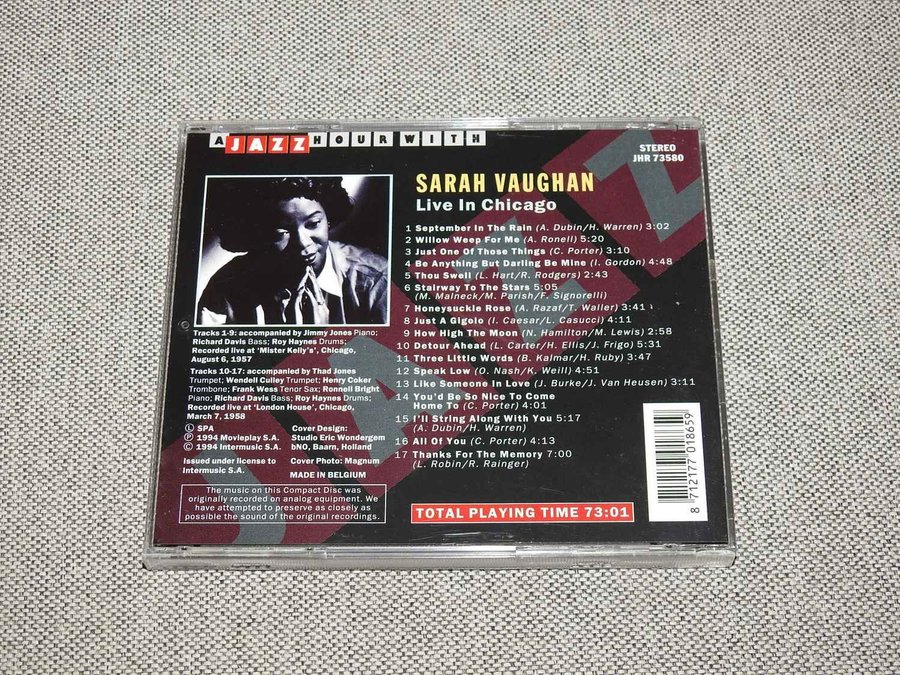 A JAZZ HOUR WITH
STEREO
JHR 73580
SARAH VAUGHAN
Live In Chicago
1 September In The Rain (A. Dubin/H. Warren) 3:02
2 Willow Weep For Me (A. Ronell) 5:20
3 Just One Of Those Things (C. Porter) 3:10
4 Be Anything But Darling Be Mine (I. Gordon) 4:48
5 Thou Swell (L. Hart/R. Rodgers) 2:43
6 Stairway To The Stars 5:05
(M. Malneck/M. Parish/F. Signorelli)
7 Honeysuckle Rose (A. Razaf/T. Waller) 3:41
8 Just A Gigolo (I. Caesar/L. Casucci) 4:11
9 How High The Moon (N. Hamilton/M. Lewis) 2:58
10 Detour Ahead (L. Carter/H. Ellis/J. Frigo) 5:11
11 Three Little Words (B. Kalmar/H. Ruby) 3:47
12 Speak Low (O. Nash/K. Weill) 4:51
13 Like Someone In Love (J. Burke/J. Van Heusen) 3:11
14 You'd Be So Nice To Come
Home To (C. Porter) 4:01
15 I'll String Along With You 5:17
(A. Dubin/H. Warren)
16 All Of You (C. Porter) 4:13
17 Thanks For The Memory 7:00
(L. Robin/R. Rainger)
TOTAL PLAYING TIME 73:01
Tracks 1-9: accompanied by Jimmy Jones Piano;
Richard Davis Bass; Roy Haynes Drums;
Recorded live at 'Mister Kelly's', Chicago,
August 6, 1957
Tracks 10-17: accompanied by Thad Jones
Trumpet; Wendell Culley Trumpet; Henry Coker
Trombone; Frank Wess Tenor Sax; Ronnell Bright
Piano; Richard Davis Bass; Roy Haynes Drums;
Recorded live at 'London House', Chicago,
March 7, 1958
Ⓛ SPA
Ⓟ 1994 Movieplay S.A.
© 1994 Intermusic S.A.
Issued under license to
Intermusic S.A.
Cover Design:
Studio Eric Wondergem
bNO, Baarn, Holland
Cover Photo: Magnum
MADE IN BELGIUM
The music on this Compact Disc was
originally recorded on analog equipment. We
have attempted to preserve as closely as
possible the sound of the original recordings.
8 712177 018659
JAZZ